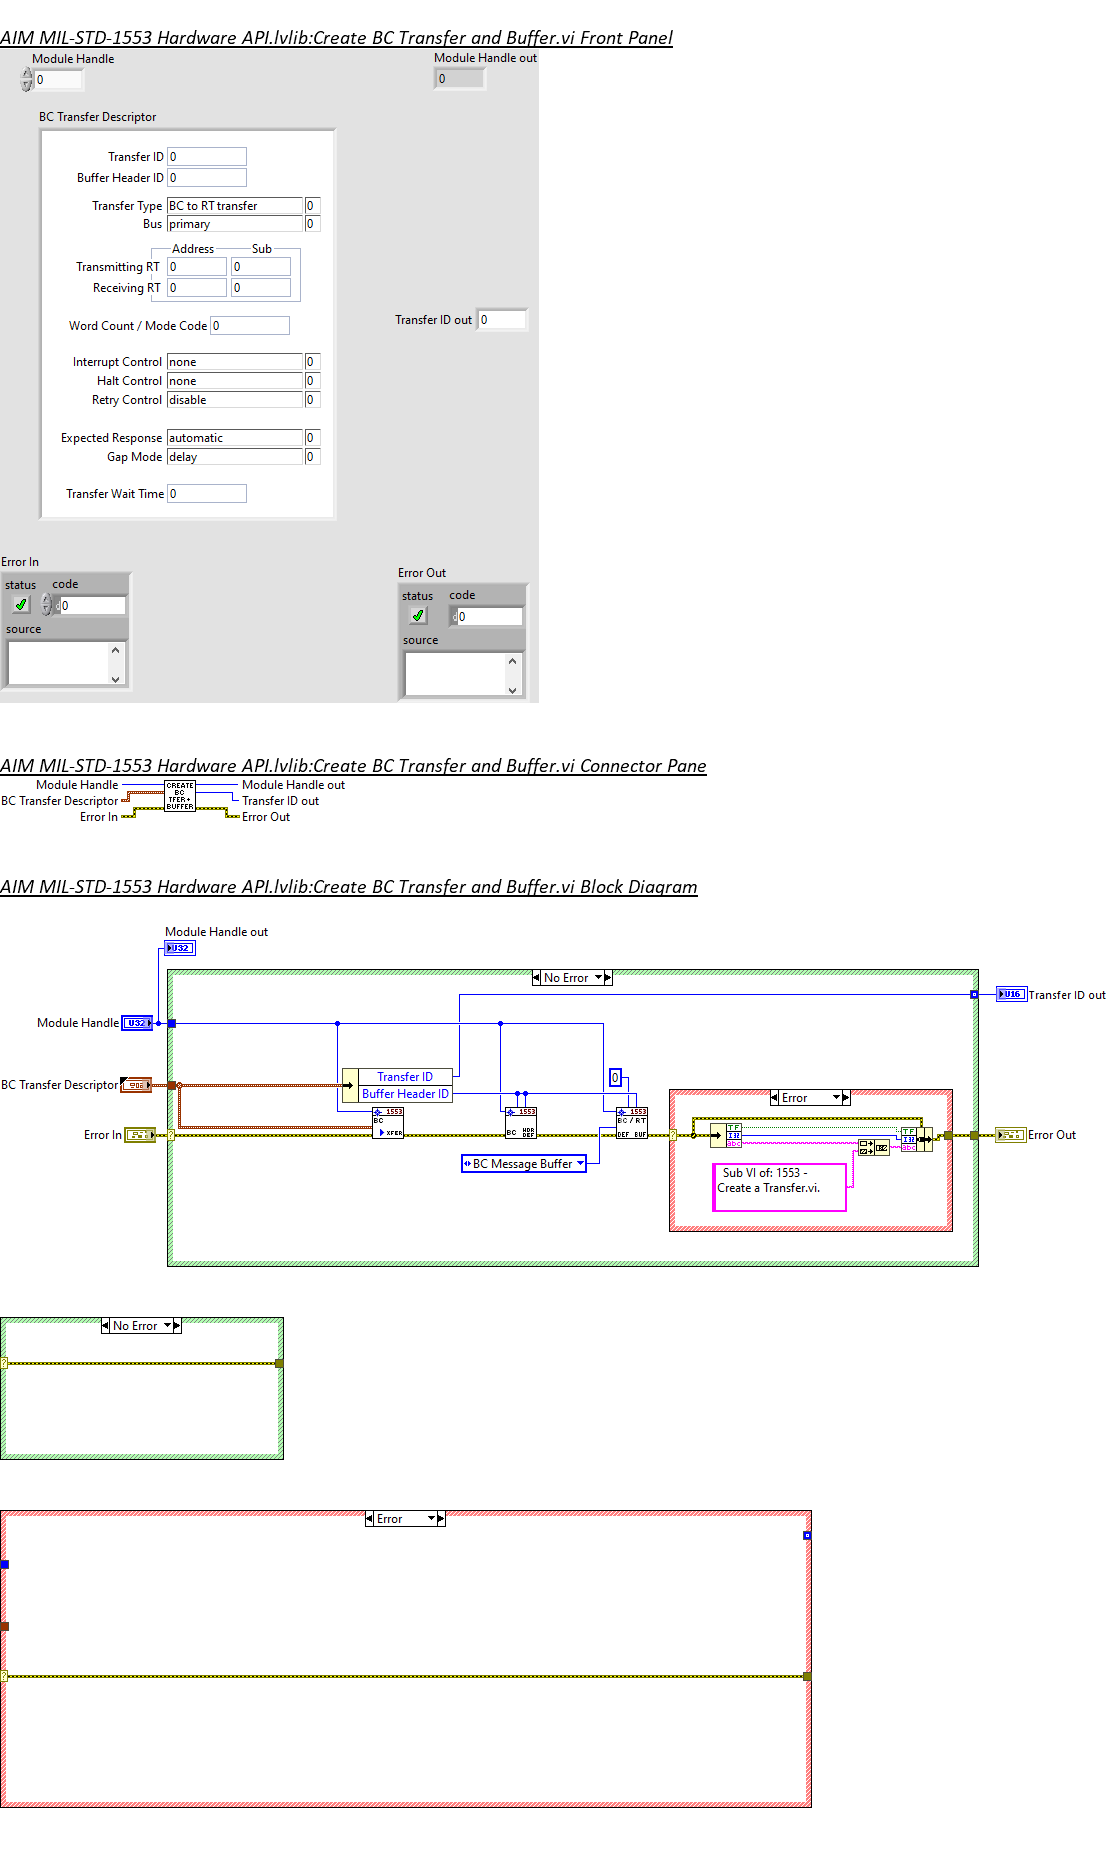 AIM MIL-STD-1553 Hardware API.lvlib:Create BC Transfer and Buffer.vi Front Panel
Module Handle
Module Handle out
0
0
BC Transfer Descriptor
Transfer ID 0
Buffer Header ID 0
Transfer Type BC to RT transfer 0
Bus primary 0
Address Sub
Transmitting RT 0 0
Receiving RT 0 0
Transfer ID out 0
Word Count / Mode Code 0
Interrupt Control none 0
Halt Control none 0
Retry Control disable 0
Expected Response automatic 0
Gap Mode delay 0
Transfer Wait Time 0
Error In
status code
d0
source
Error Out
status code
d0
source
AIM MIL-STD-1553 Hardware API.lvlib:Create BC Transfer and Buffer.vi Connector Pane
Module Handle
BC Transfer Descriptor
Error In
CREATE
BC
TFER+
BUFFER
Module Handle out
Transfer ID out
Error Out
AIM MIL-STD-1553 Hardware API.lvlib:Create BC Transfer and Buffer.vi Block Diagram
Module Handle out
U32
No Error
U16 Transfer ID out
Module Handle U32
BC Transfer Descriptor
Transfer ID
Buffer Header ID
0
Error
1553
BC
XFER
1553
BC HDR
DEF
1553
BC/RT
DEF BUF
Error In
?
?
TF
I32
abc
TF
I32
abc
Error Out
BC Message Buffer
Sub VI of: 1553 -
Create a Transfer.vi.
No Error
?
Error
?